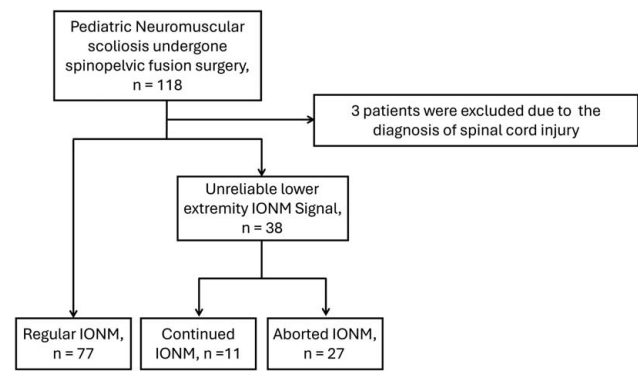 Pediatric Neuromuscular
scoliosis undergone
spinopelvic fusion surgery,
n = 118
3 patients were excluded due to the
diagnosis of spinal cord injury
Unreliable lower
extremity IONM Signal,
n = 38
Regular IONM,
n = 77
Continued
IONM, n =11
Aborted IONM,
n = 27